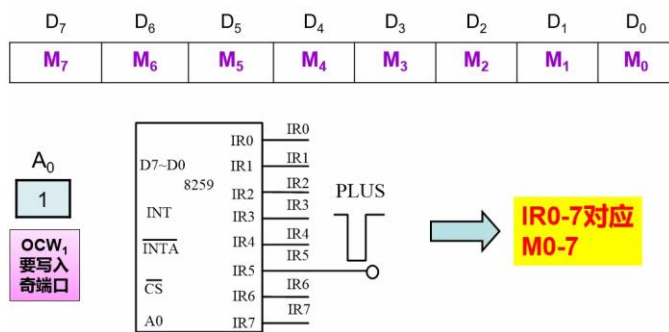 D₇ D₆ D₅ D₄ D₃ D₂ D₁ D₀
M₇ M₆ M₅ M₄ M₃ M₂ M₁ M₀
A₀
1
OCW₁
要写入
奇端口
D7~D0
8259
INT
INTA
CS
A0
IR0
IR1
IR2
IR3
IR4
IR5
IR6
IR7
IR0
IR1
IR2
IR3
IR4
IR5
IR6
IR7
PLUS
IR0-7对应
M0-7